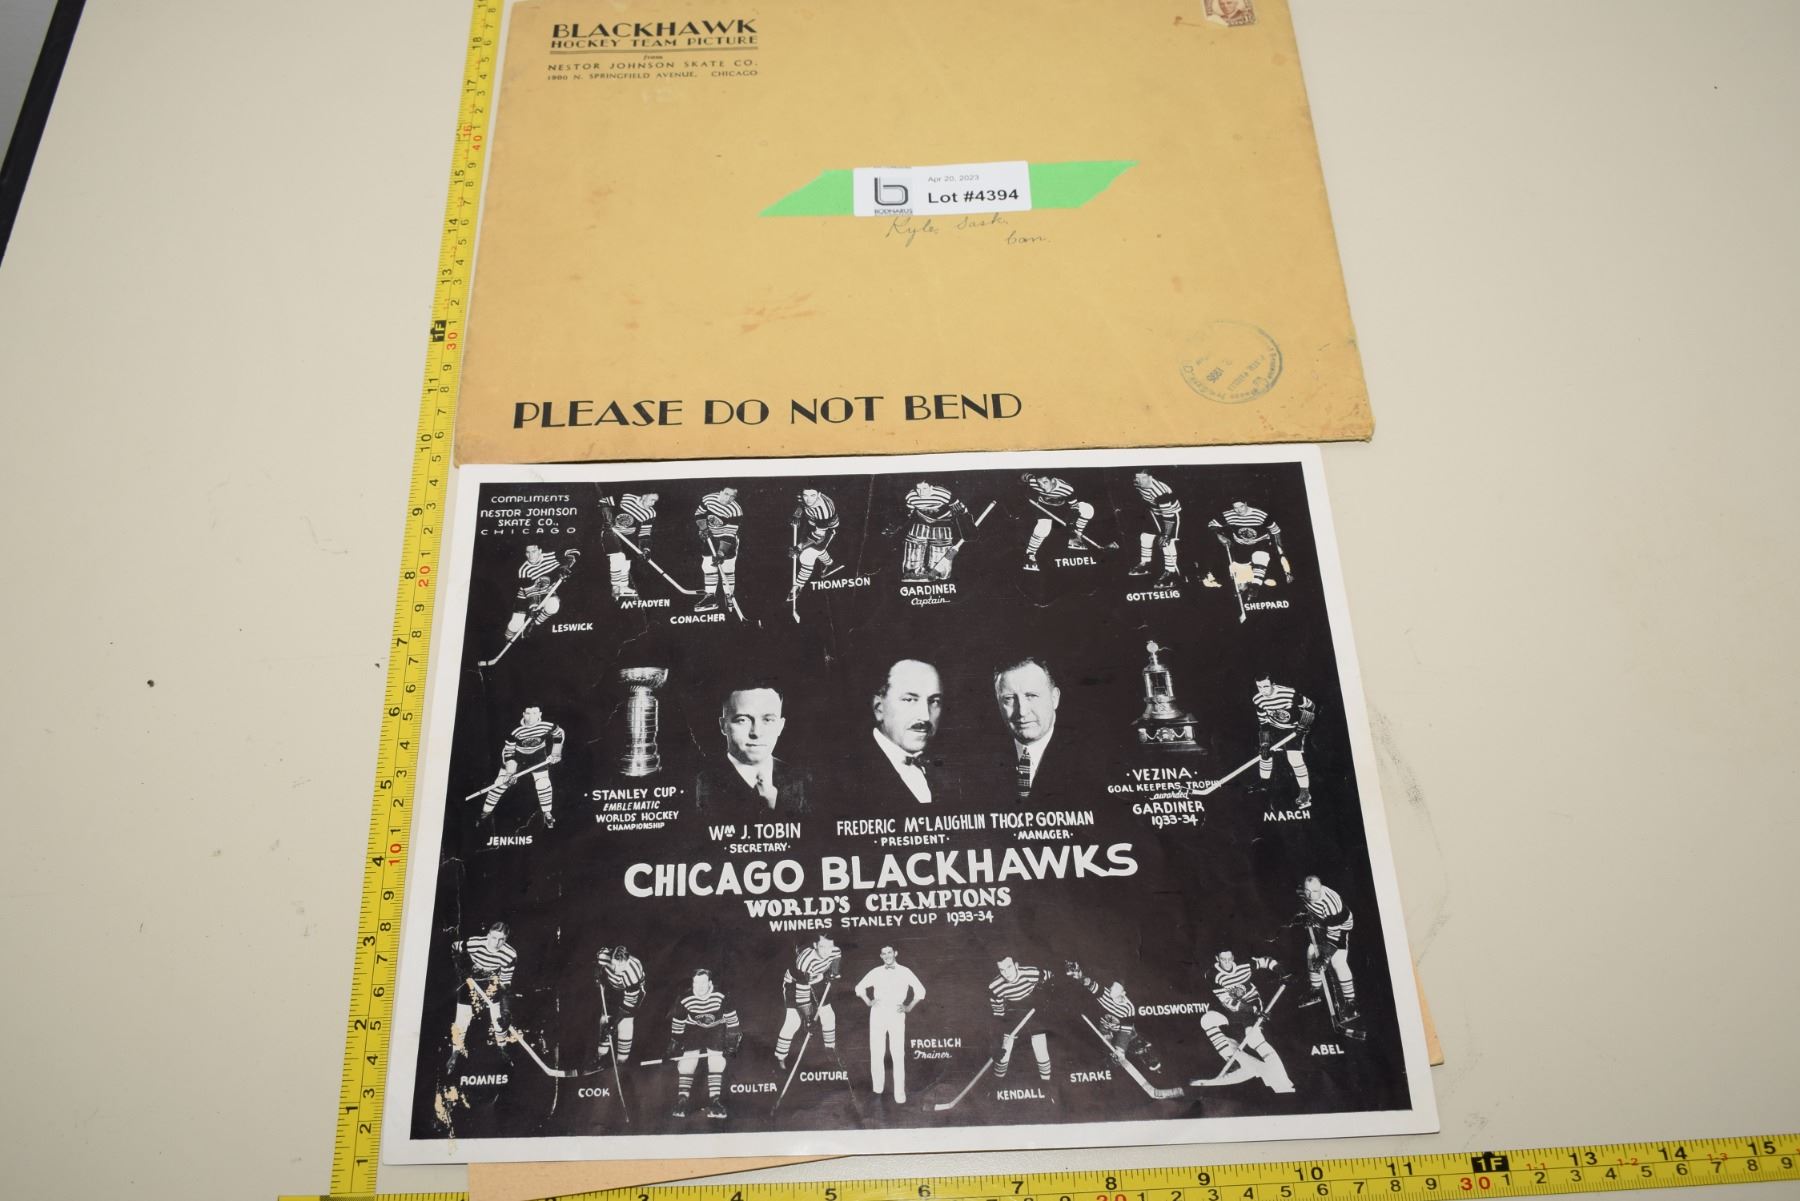 BLACKHAWK
HOCKEY TEAM PICTURE
from
NESTOR JOHNSON SKATE CO.
1900 N. SPRINGFIELD AVENUE, CHICAGO
Apr 20, 2023
Lot #4394
BODNARUS
Kyle, Sask.
Can.
PLEASE DO NOT BEND
COMPLIMENTS
NESTOR JOHNSON
SKATE CO.,
CHICAGO
LESWICK
McFADYEN
CONACHER
THOMPSON
GARDINER
Captain
TRUDEL
GOTTSELIG
SHEPPARD
JENKINS
· STANLEY CUP ·
EMBLEMATIC
WORLDS HOCKEY
CHAMPIONSHIP
Wm J. TOBIN
· SECRETARY ·
FREDERIC McLAUGHLIN
· PRESIDENT ·
THOS. P. GORMAN
· MANAGER ·
· VEZINA ·
GOAL KEEPERS TROPHY
awarded
GARDINER
1933-34
MARCH
CHICAGO BLACKHAWKS
WORLD'S CHAMPIONS
WINNERS STANLEY CUP 1933-34
ROMNES
COOK
COULTER
COUTURE
FROELICH
Trainer
KENDALL
STARKE
GOLDSWORTHY
ABEL